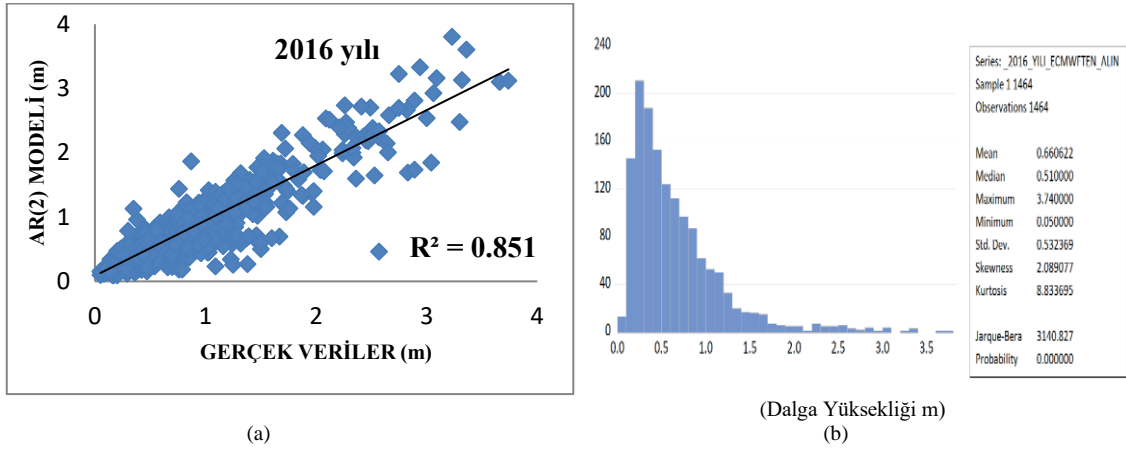 4
3
2
1
0
0
1
2
3
4
AR(2) MODELİ (m)
2016 yılı
R² = 0.851
GERÇEK VERİLER (m)
(a)
240
200
160
120
80
40
0
0.0
0.5
1.0
1.5
2.0
2.5
3.0
3.5
Series: _2016_YILI_ECMWFTEN_ALIN
Sample 1 1464
Observations 1464
Mean 0.660622
Median 0.510000
Maximum 3.740000
Minimum 0.050000
Std. Dev. 0.532369
Skewness 2.089077
Kurtosis 8.833695
Jarque-Bera 3140.827
Probability 0.000000
(Dalga Yüksekliği m)
(b)